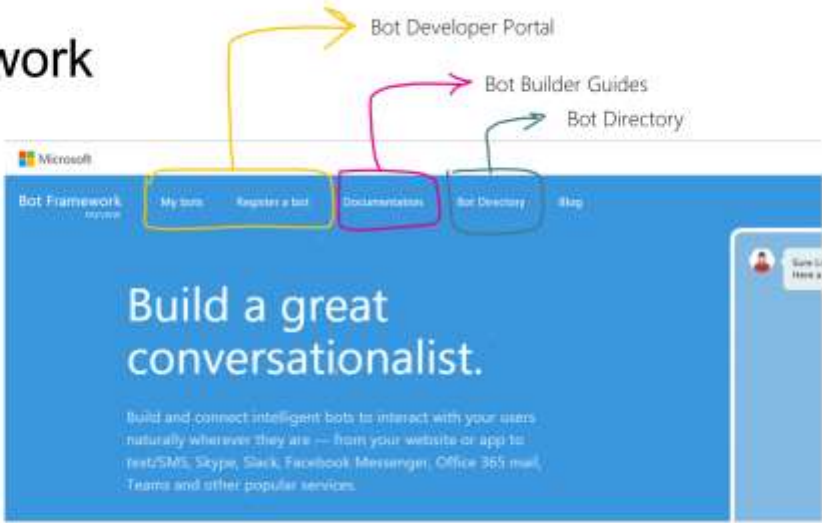 work
Bot Developer Portal
Bot Builder Guides
Bot Directory
Microsoft
Bot Framework
PREVIEW
My bots
Register a bot
Documentation
Bot Directory
Blog
Build a great
conversationalist.
Build and connect intelligent bots to interact with your users
naturally wherever they are — from your website or app to
text/SMS, Skype, Slack, Facebook Messenger, Office 365 mail,
Teams and other popular services.
Sure
Here